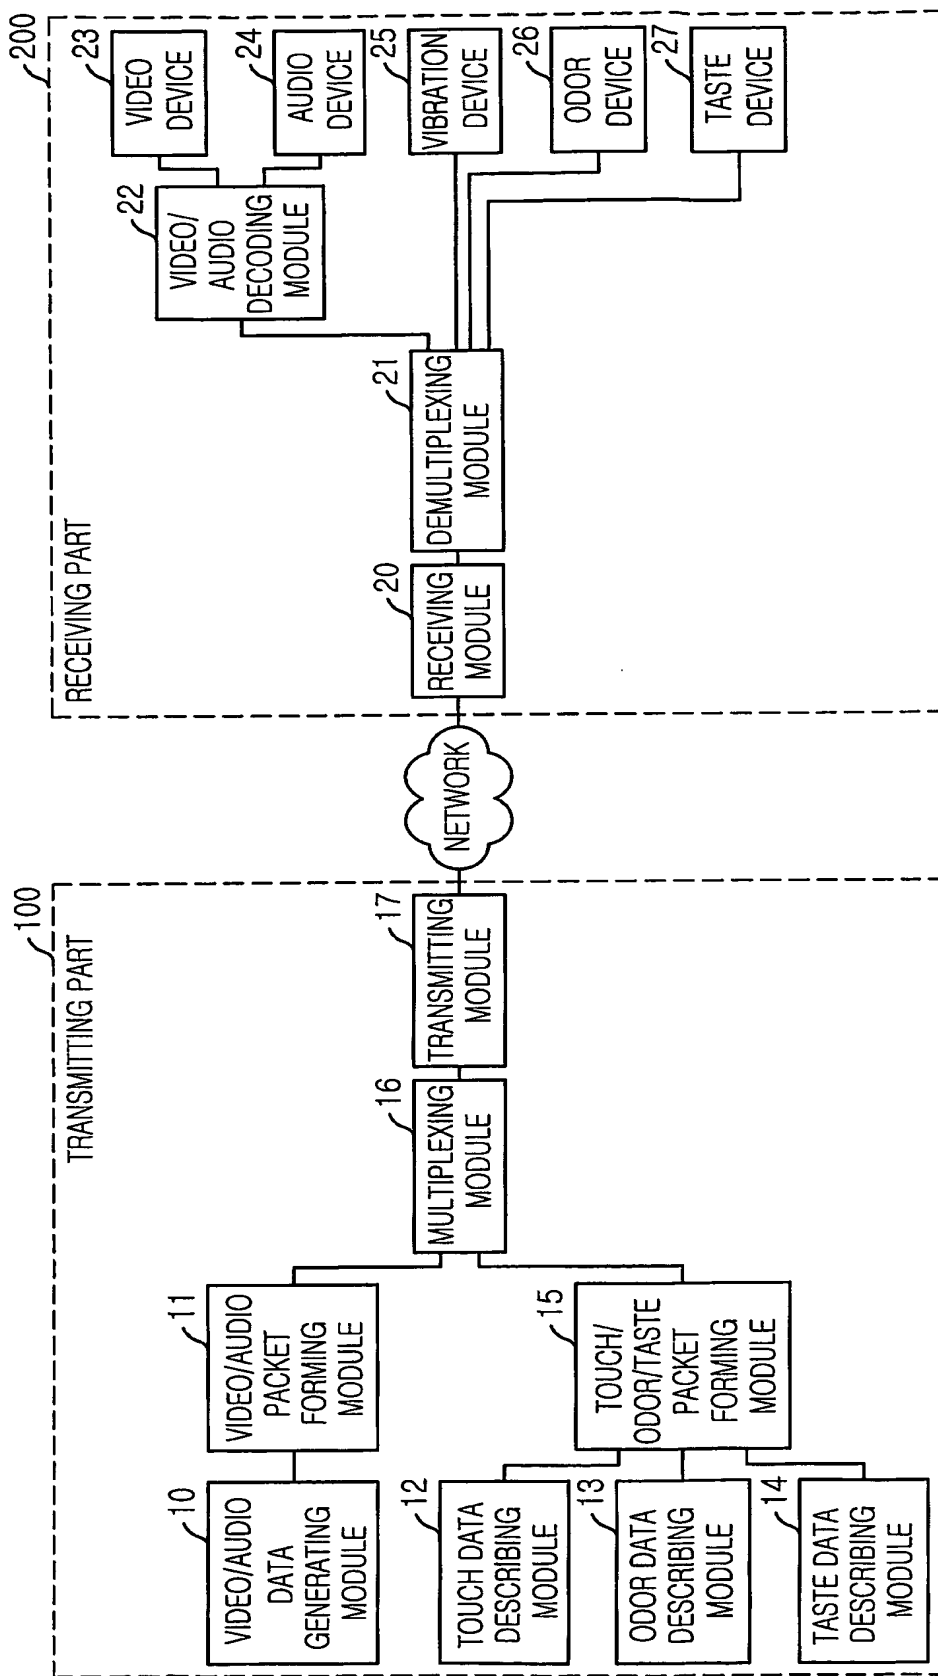 100
TRANSMITTING PART
10
VIDEO/AUDIO
DATA
GENERATING
MODULE
11
VIDEO/AUDIO
PACKET
FORMING
MODULE
12
TOUCH DATA
DESCRIBING
MODULE
13
ODOR DATA
DESCRIBING
MODULE
14
TASTE DATA
DESCRIBING
MODULE
15
TOUCH/
ODOR/TASTE
PACKET
FORMING
MODULE
16
MULTIPLEXING
MODULE
17
TRANSMITTING
MODULE
NETWORK
200
RECEIVING PART
20
RECEIVING
MODULE
21
DEMULTIPLEXING
MODULE
22
VIDEO/
AUDIO
DECODING
MODULE
23
VIDEO
DEVICE
24
AUDIO
DEVICE
25
VIBRATION
DEVICE
26
ODOR
DEVICE
27
TASTE
DEVICE